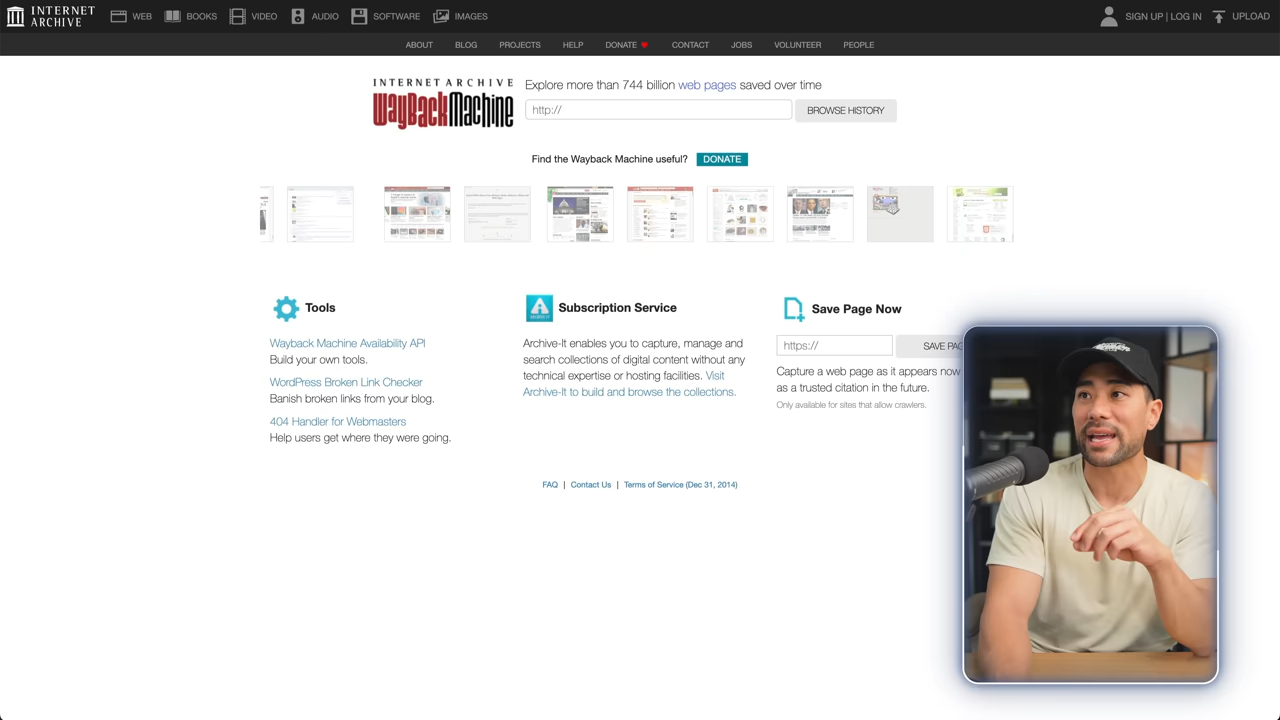 INTERNET
ARCHIVE
WEB
BOOKS
VIDEO
AUDIO
SOFTWARE
IMAGES
SIGN UP | LOG IN
UPLOAD
ABOUT
BLOG
PROJECTS
HELP
DONATE
CONTACT
JOBS
VOLUNTEER
PEOPLE
INTERNET ARCHIVE
WayBackMachine
Explore more than 744 billion web pages saved over time
http://
BROWSE HISTORY
Find the Wayback Machine useful?
DONATE
Tools
Wayback Machine Availability API
Build your own tools.
WordPress Broken Link Checker
Banish broken links from your blog.
404 Handler for Webmasters
Help users get where they were going.
Subscription Service
Archive-It enables you to capture, manage and
search collections of digital content without any
technical expertise or hosting facilities. Visit
Archive-It to build and browse the collections.
Save Page Now
https://
SAVE PAG
Capture a web page as it appears now
as a trusted citation in the future.
Only available for sites that allow crawlers.
FAQ | Contact Us | Terms of Service (Dec 31, 2014)